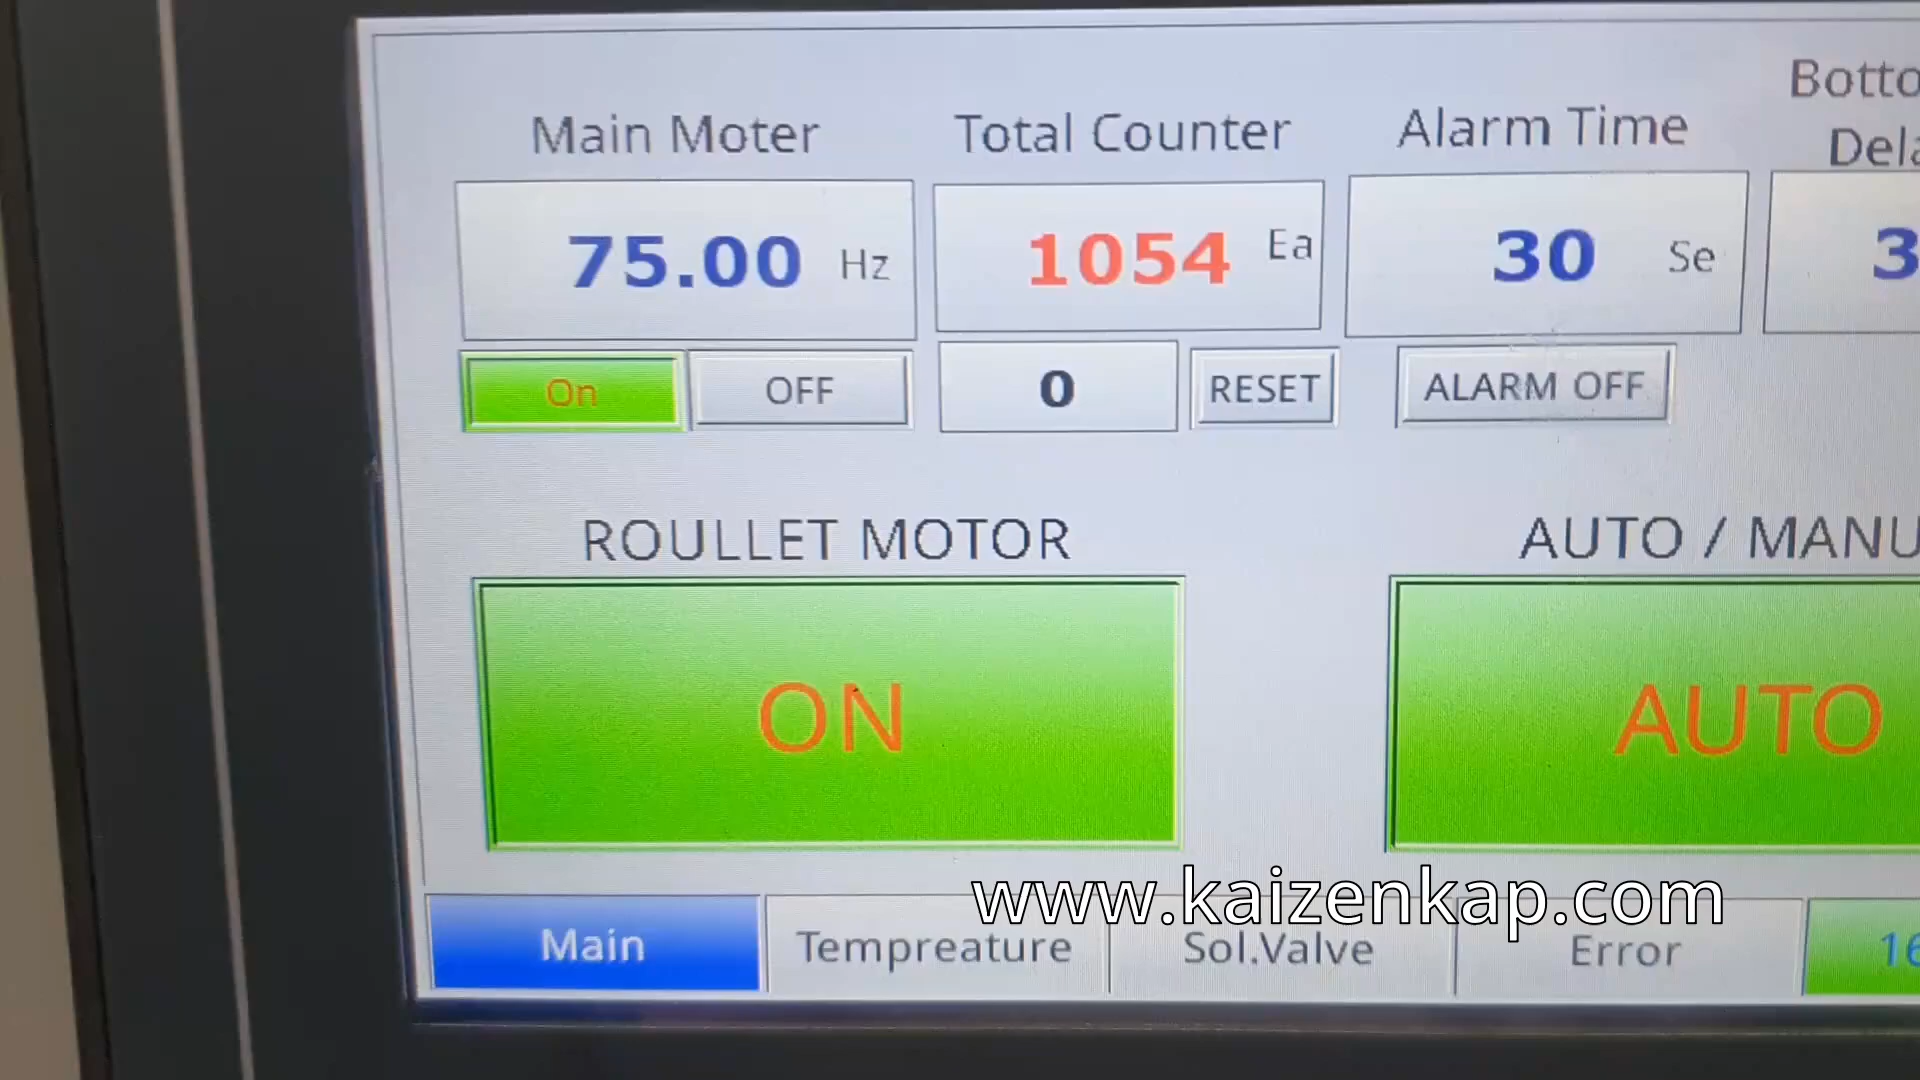 Botto
Main Moter Total Counter Alarm Time Dela
75.00 Hz 1054 Ea 30 Se 3
On OFF 0 RESET ALARM OFF
ROULLET MOTOR AUTO / MANU
ON AUTO
www.kaizenkap.com
Main Tempreature Sol.Valve Error 16